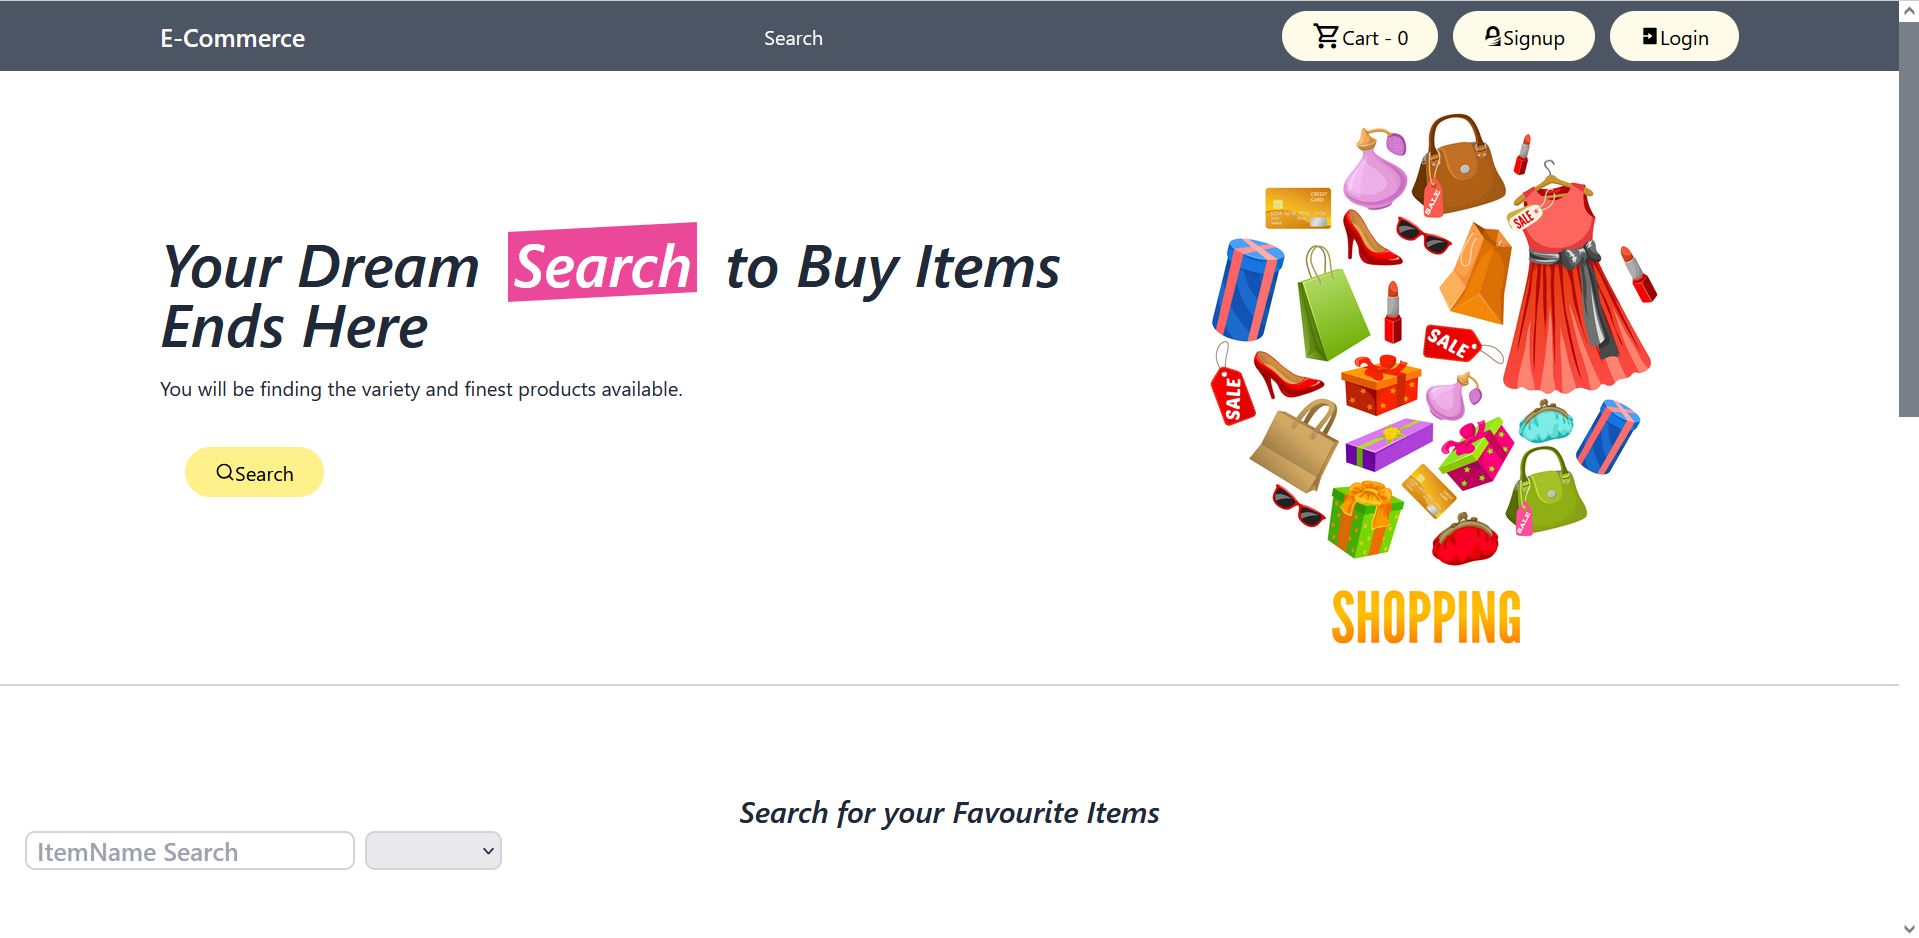 E-Commerce
Search
Cart - 0
Signup
Login
Your Dream Search to Buy Items
Ends Here
You will be finding the variety and finest products available.
Search
CREDIT
CARD
SALE
SALE
SALE
SALE
SALE
SHOPPING
Search for your Favourite Items
ItemName Search